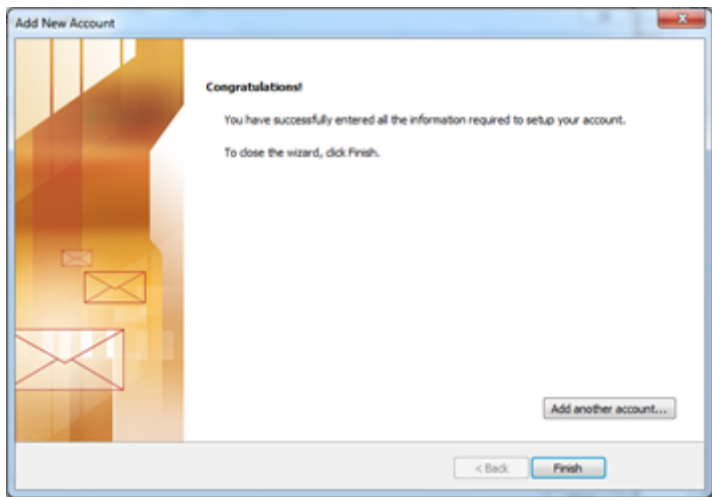 Add New Account
Congratulations!
You have successfully entered all the information required to setup your account.
To close the wizard, click Finish.
Add another account...
< Back
Finish